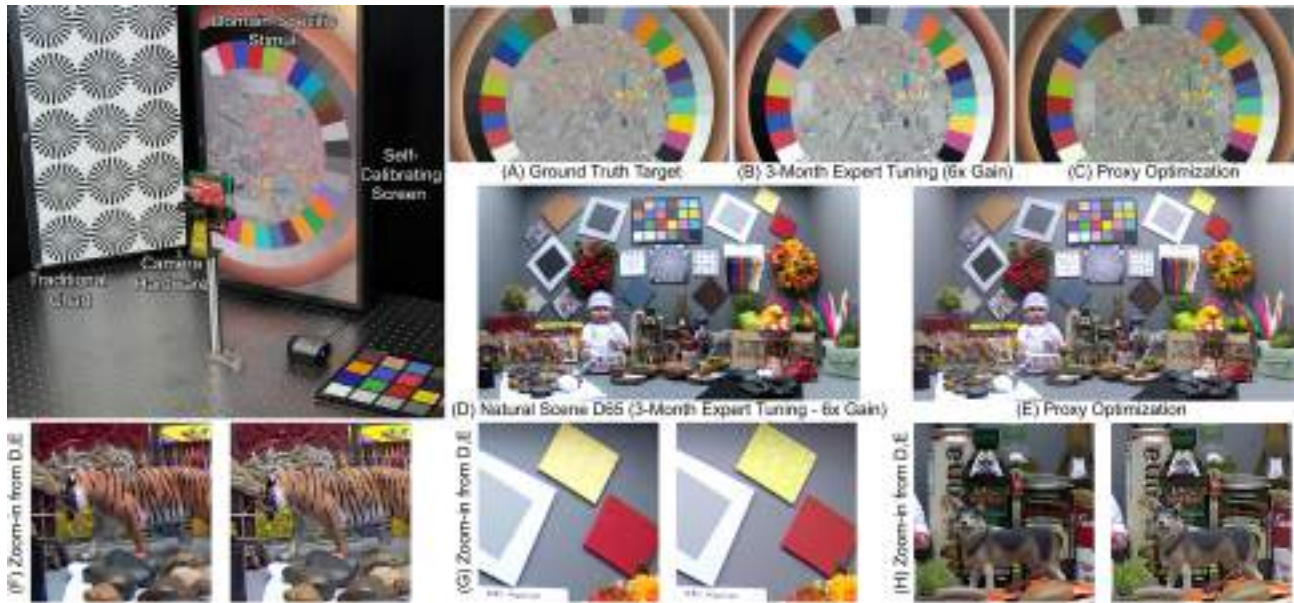 Domain-Specific
Stimuli
Self-
Calibrating
Screen
Traditional
Chart
Camera
Hardware
(A) Ground Truth Target
(B) 3-Month Expert Tuning (6x Gain)
(C) Proxy Optimization
(D) Natural Scene D65 (3-Month Expert Tuning - 6x Gain)
(E) Proxy Optimization
(F) Zoom-in from D,E
(G) Zoom-in from D,E
(H) Zoom-in from D,E